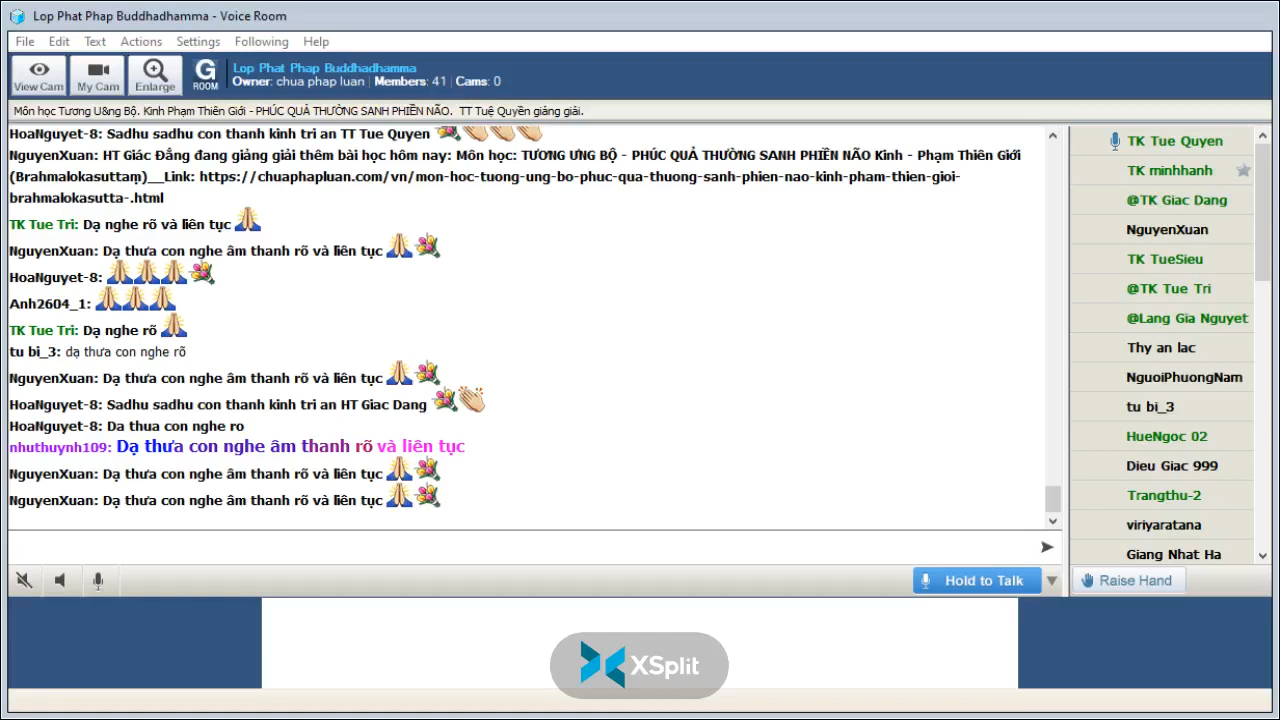 Lop Phat Phap Buddhadhamma - Voice Room
File Edit Text Actions Settings Following Help
View Cam My Cam Enlarge G ROOM
Lop Phat Phap Buddhadhamma
Owner: chua phap luan | Members: 41 | Cams: 0
Môn học Tương U&ng Bộ. Kinh Phạm Thiên Giới - PHÚC QUẢ THƯỜNG SANH PHIỀN NÃO. TT Tuệ Quyền giảng giải.
HoaNguyet-8: Sadhu sadhu con thanh kinh tri an TT Tue Quyen
NguyenXuan: HT Giác Đẳng đang giảng giải thêm bài học hôm nay: Môn học: TƯƠNG ƯNG BỘ - PHÚC QUẢ THƯỜNG SANH PHIỀN NÃO Kinh - Phạm Thiên Giới
(Brahmalokasuttaṃ)__Link: https://chuaphapluan.com/vn/mon-hoc-tuong-ung-bo-phuc-qua-thuong-sanh-phien-nao-kinh-pham-thien-gioi-
brahmalokasutta-.html
TK Tue Tri: Dạ nghe rõ và liên tục
NguyenXuan: Dạ thưa con nghe âm thanh rõ và liên tục
HoaNguyet-8:
Anh2604_1:
TK Tue Tri: Dạ nghe rõ
tu bi_3: dạ thưa con nghe rõ
NguyenXuan: Dạ thưa con nghe âm thanh rõ và liên tục
HoaNguyet-8: Sadhu sadhu con thanh kinh tri an HT Giac Dang
HoaNguyet-8: Da thua con nghe ro
nhuthuynh109: Dạ thưa con nghe âm thanh rõ và liên tục
NguyenXuan: Dạ thưa con nghe âm thanh rõ và liên tục
NguyenXuan: Dạ thưa con nghe âm thanh rõ và liên tục
TK Tue Quyen
TK minhhanh
@TK Giac Dang
NguyenXuan
TK TueSieu
@TK Tue Tri
@Lang Gia Nguyet
Thy an lac
NguoiPhuongNam
tu bi_3
HueNgoc 02
Dieu Giac 999
Trangthu-2
viriyaratana
Giang Nhat Ha
Hold to Talk
Raise Hand
XSplit